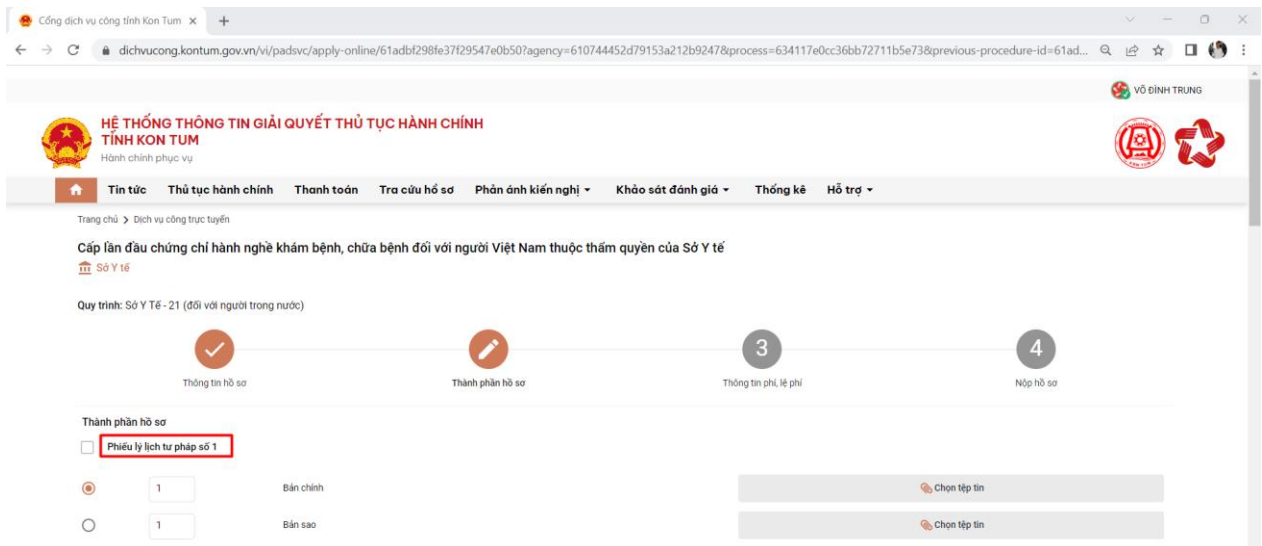 Cổng dịch vụ công tỉnh Kon Tum
dichvucong.kontum.gov.vn/vi/padsvc/apply-online/61adbf298fe37f29547e0b50?agency=610744452d79153a212b9247&process=634117e0cc36bb72711b5e73&previous-procedure-id=61ad...
VÕ ĐÌNH TRUNG
HỆ THỐNG THÔNG TIN GIẢI QUYẾT THỦ TỤC HÀNH CHÍNH
TỈNH KON TUM
Hành chính phục vụ
Tin tức Thủ tục hành chính Thanh toán Tra cứu hồ sơ Phản ánh kiến nghị Khảo sát đánh giá Thống kê Hỗ trợ
Trang chủ > Dịch vụ công trực tuyến
Cấp lần đầu chứng chỉ hành nghề khám bệnh, chữa bệnh đối với người Việt Nam thuộc thẩm quyền của Sở Y tế
Sở Y tế
Quy trình: Sở Y Tế - 21 (đối với người trong nước)
3 4
Thông tin hồ sơ Thành phần hồ sơ Thông tin phí, lệ phí Nộp hồ sơ
Thành phần hồ sơ
Phiếu lý lịch tư pháp số 1
1 Bản chính Chọn tệp tin
1 Bản sao Chọn tệp tin